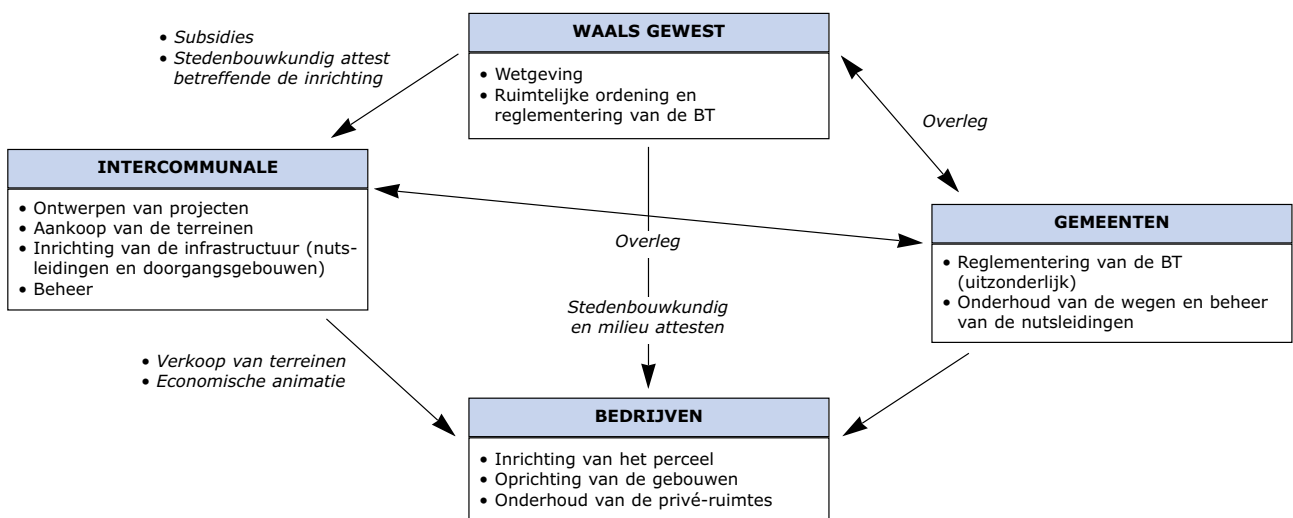 • Subsidies
• Stedenbouwkundig attest
betreffende de inrichting
WAALS GEWEST
• Wetgeving
• Ruimtelijke ordening en
reglementering van de BT
Overleg
INTERCOMMUNALE
• Ontwerpen van projecten
• Aankoop van de terreinen
• Inrichting van de infrastructuur (nuts-
leidingen en doorgangsgebouwen)
• Beheer
Overleg
GEMEENTEN
• Reglementering van de BT
(uitzonderlijk)
• Onderhoud van de wegen en beheer
van de nutsleidingen
Stedenbouwkundig
en milieu attesten
• Verkoop van terreinen
• Economische animatie
BEDRIJVEN
• Inrichting van het perceel
• Oprichting van de gebouwen
• Onderhoud van de privé-ruimtes